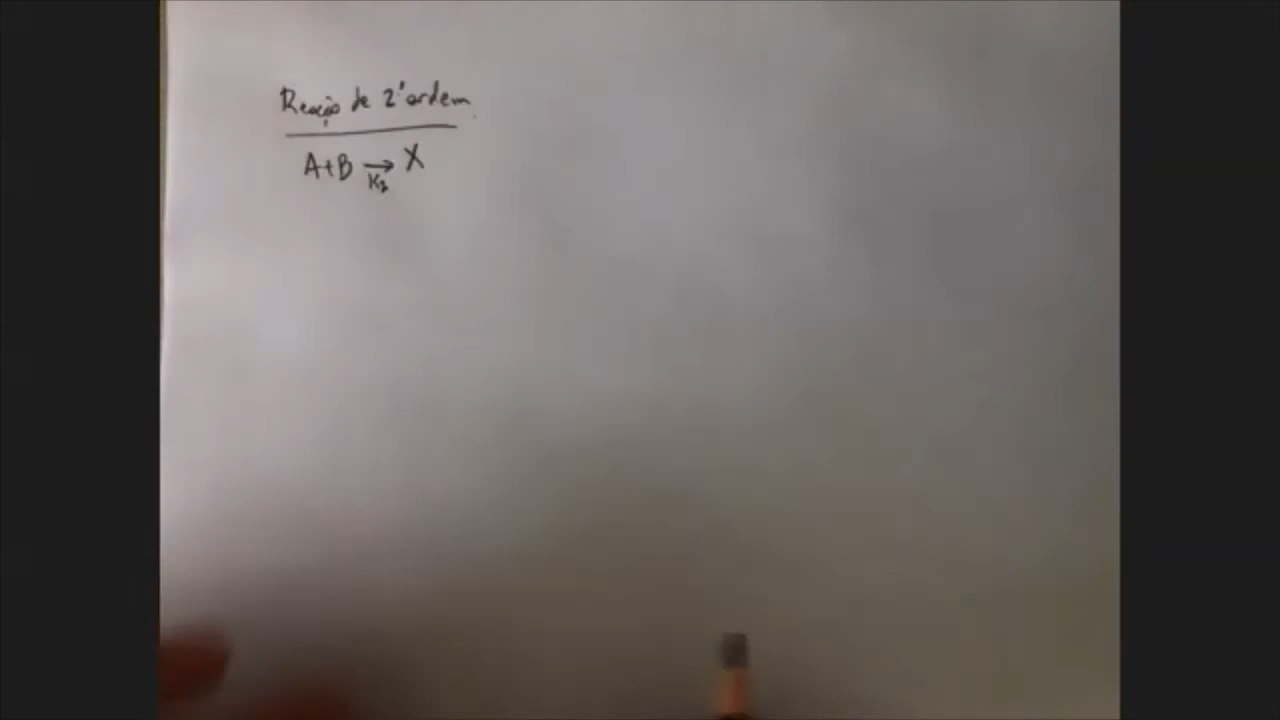 Reação de 2ª ordem
A+B → X
K2